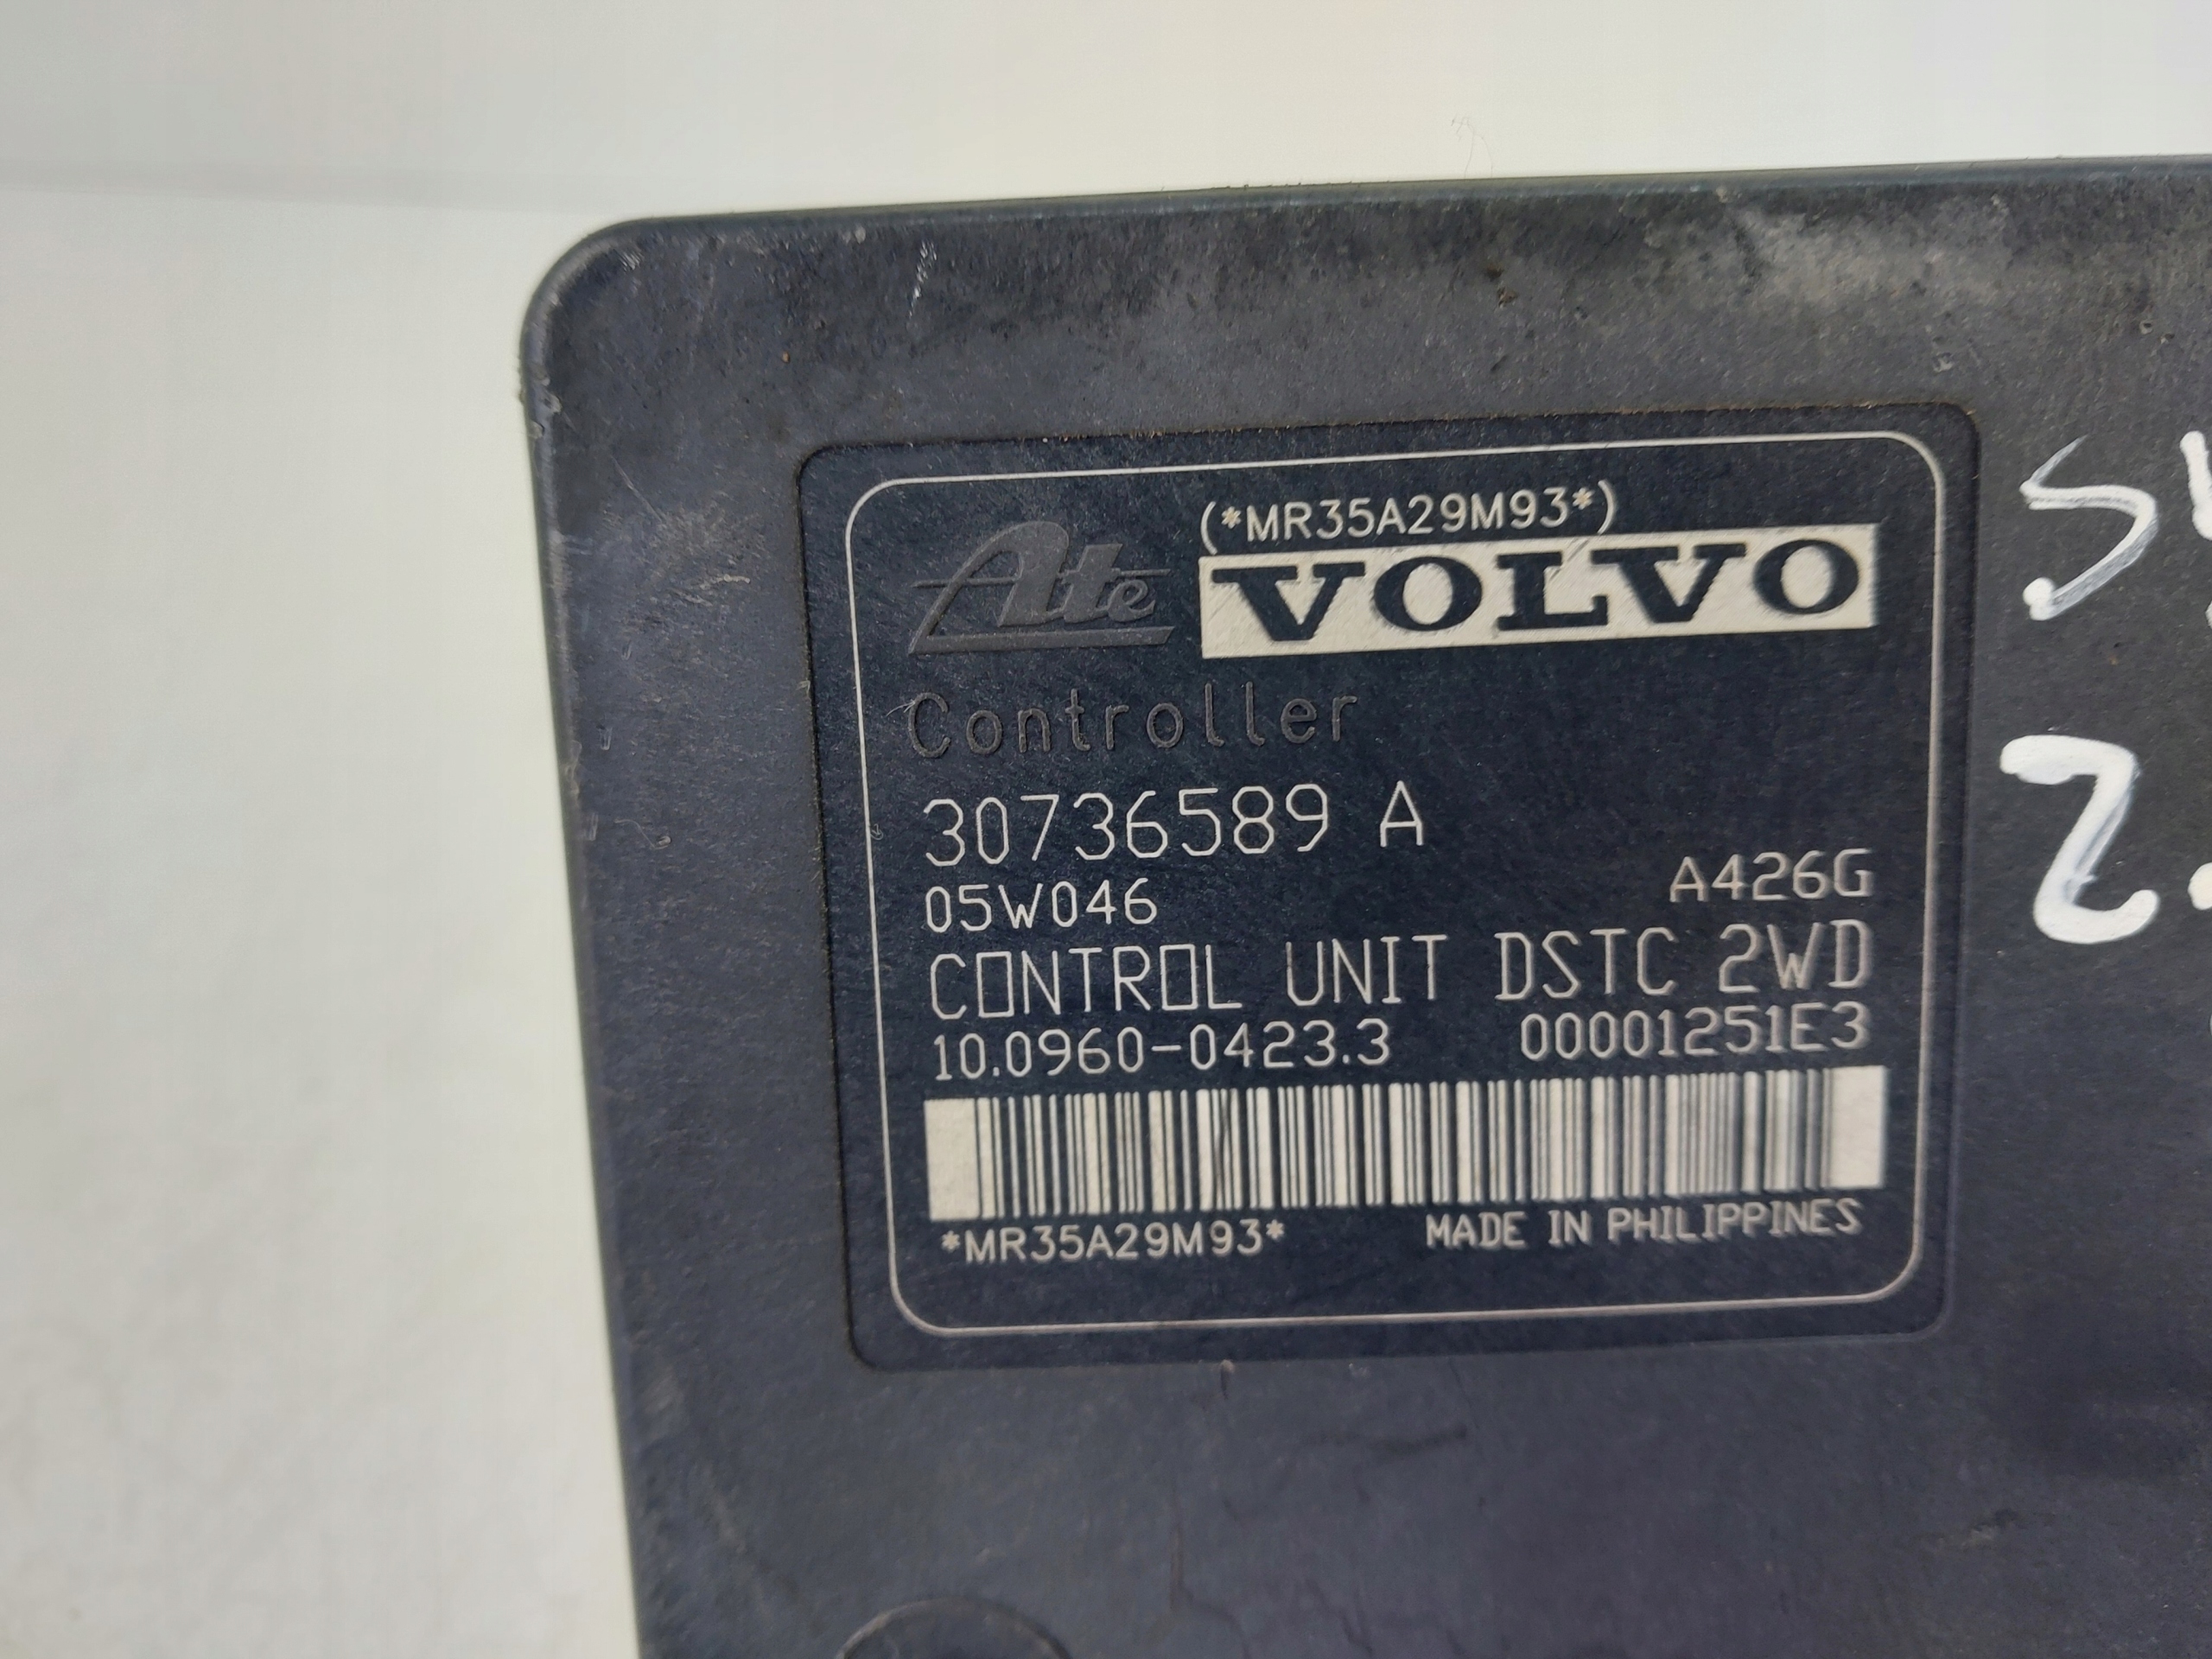 (*MR35A29M93*)
Ate VOLVO
Controller
30736589 A
05W046 A426G
CONTROL UNIT DSTC 2WD
10.0960-0423.3 00001251E3
*MR35A29M93* MADE IN PHILIPPINES
2.